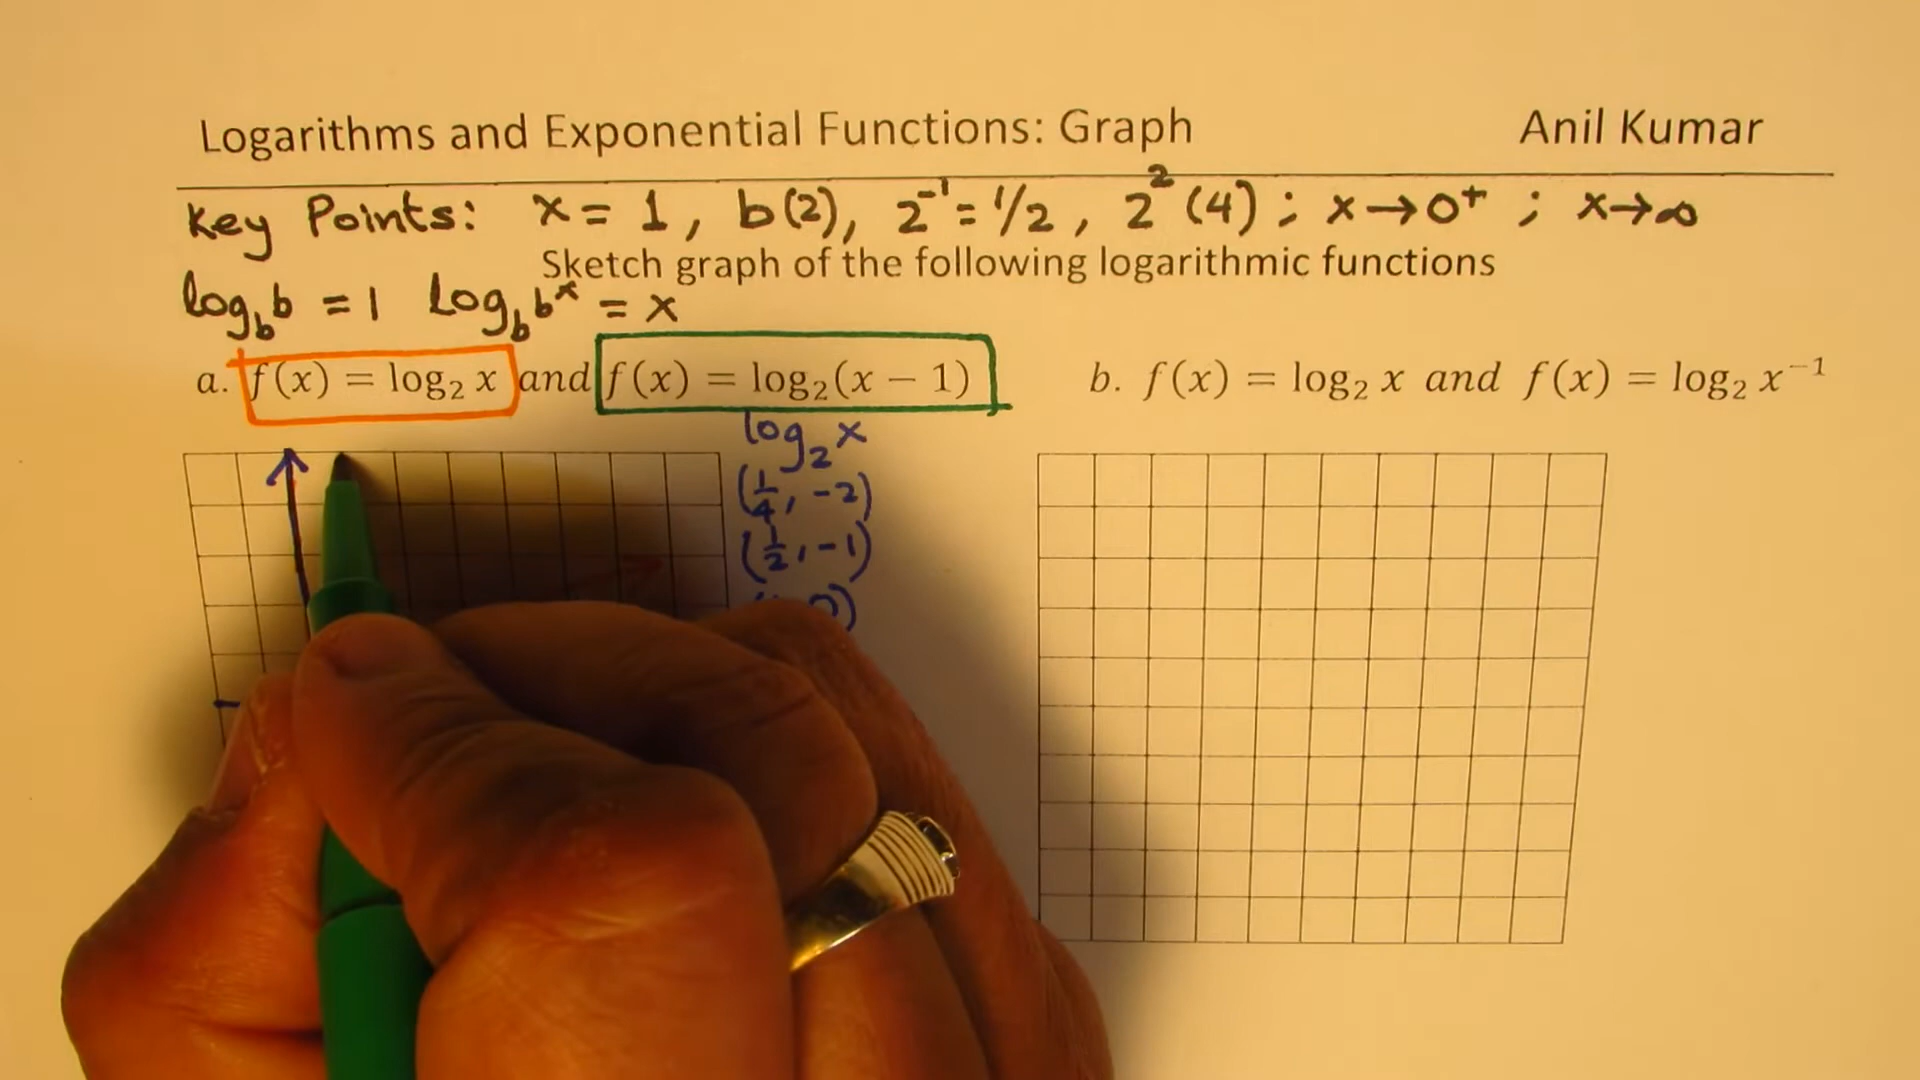 Logarithms and Exponential Functions: Graph Anil Kumar
Key Points: x = 1, b(2), 2⁻¹ = 1/2, 2² (4); x→0⁺ ; x→∞
Sketch graph of the following logarithmic functions
log_b b = 1 Log_b bˣ = x
a. f(x) = log₂ x and f(x) = log₂(x − 1) b. f(x) = log₂ x and f(x) = log₂ x⁻¹
log₂ x
(1/4, -2)
(1/2, -1)
0)